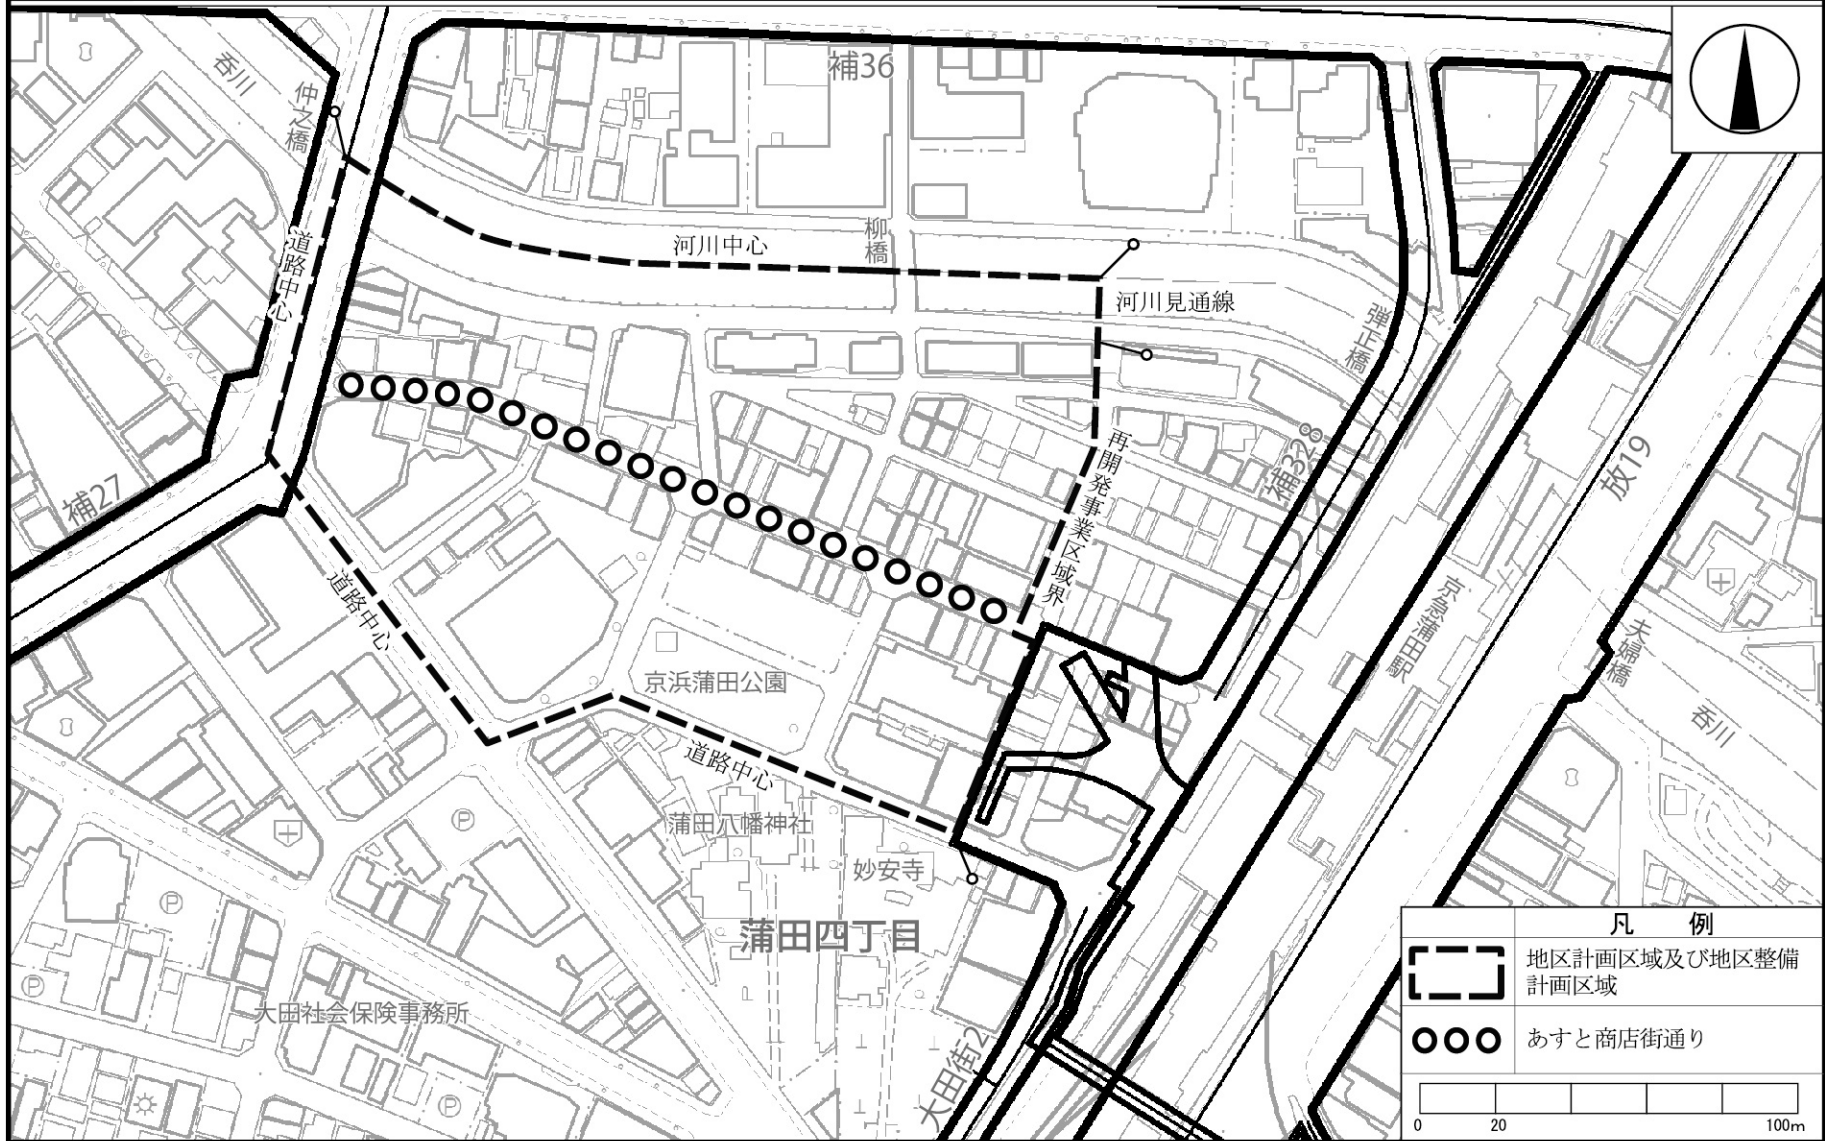 補36
呑川
仲之橋
道路中心
河川中心
柳橋
河川見通線
弾正橋
補328
放19
再開発事業区域界
補27
道路中心
京急蒲田駅
夫婦橋
呑川
京浜蒲田公園
道路中心
蒲田八幡神社
妙安寺
蒲田四丁目
大田社会保険事務所
大田街2
P
P
P
P
凡 例
地区計画区域及び地区整備
計画区域
あすと商店街通り
0 20 100m